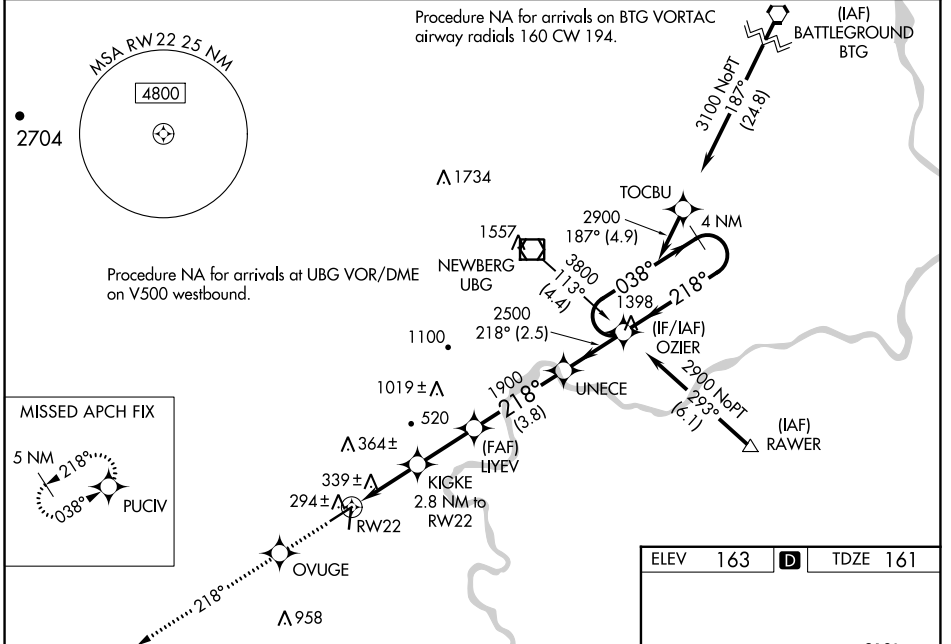 Procedure NA for arrivals on BTG VORTAC
airway radials 160 CW 194.
(IAF)
BATTLEGROUND
BTG
MSA RW22 25 NM
4800
2704
3100 NoPT
187°
(24.8)
1734
TOCBU
4 NM
2900
187° (4.9)
1557
NEWBERG
UBG
3800
113°
(4.4)
038°
218°
1398
Procedure NA for arrivals at UBG VOR/DME
on V500 westbound.
2500
218° (2.5)
(IF/IAF)
OZIER
1100
UNECE
2900 NoPT
293°
(6.1)
1900
218°
(3.8)
1019±
(IAF)
RAWER
MISSED APCH FIX
520
(FAF)
LIYEV
364±
5 NM
218°
038°
PUCIV
KIGKE
2.8 NM to
RW22
339±
294±
RW22
OVUGE
218°
958
ELEV 163 D TDZE 161